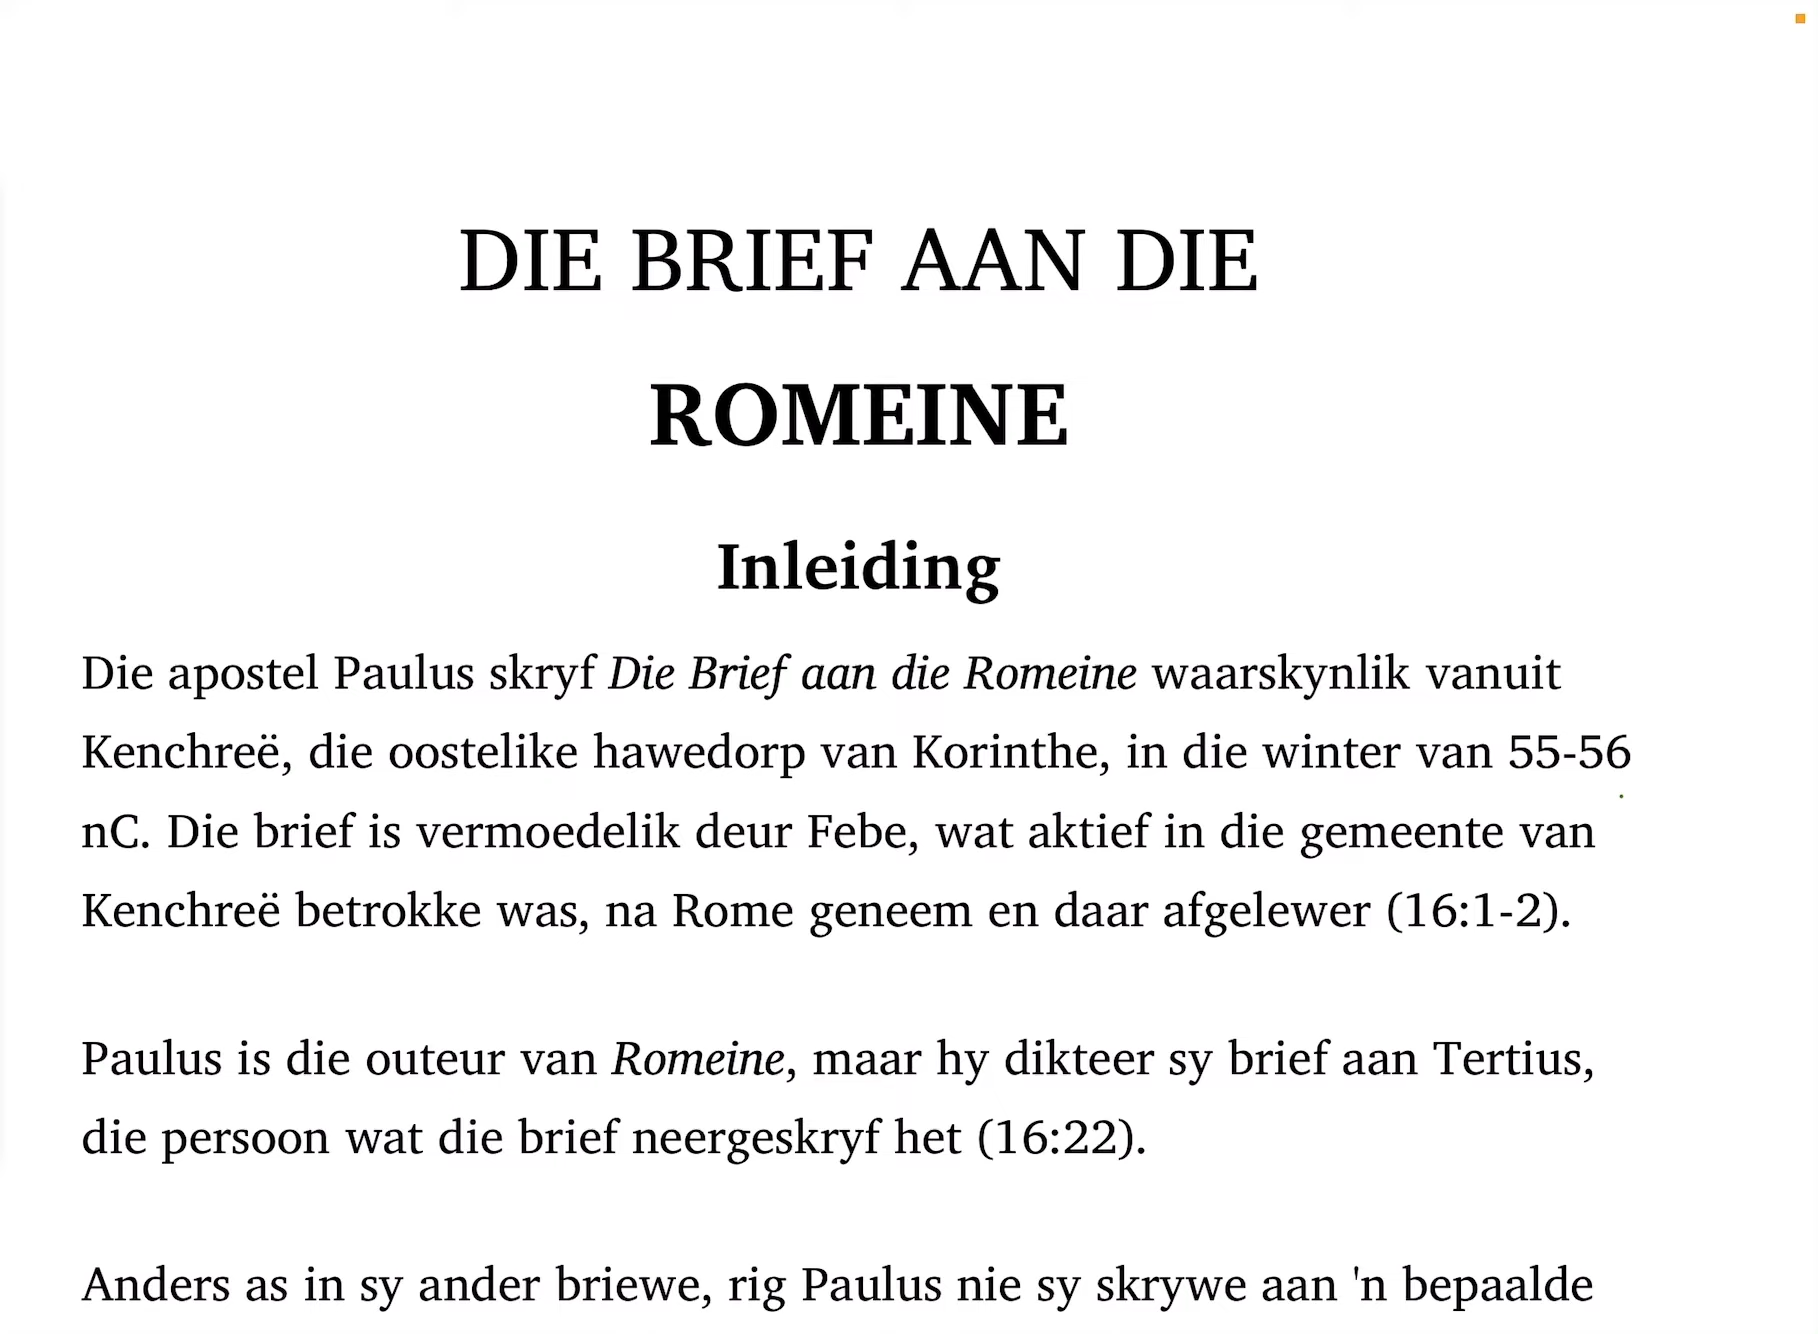 DIE BRIEF AAN DIE
ROMEINE
Inleiding
Die apostel Paulus skryf Die Brief aan die Romeine waarskynlik vanuit
Kenchreë, die oostelike hawedorp van Korinthe, in die winter van 55-56
nC. Die brief is vermoedelik deur Febe, wat aktief in die gemeente van
Kenchreë betrokke was, na Rome geneem en daar afgelewer (16:1-2).
Paulus is die outeur van Romeine, maar hy dikteer sy brief aan Tertius,
die persoon wat die brief neergeskryf het (16:22).
Anders as in sy ander briewe, rig Paulus nie sy skrywe aan 'n bepaalde